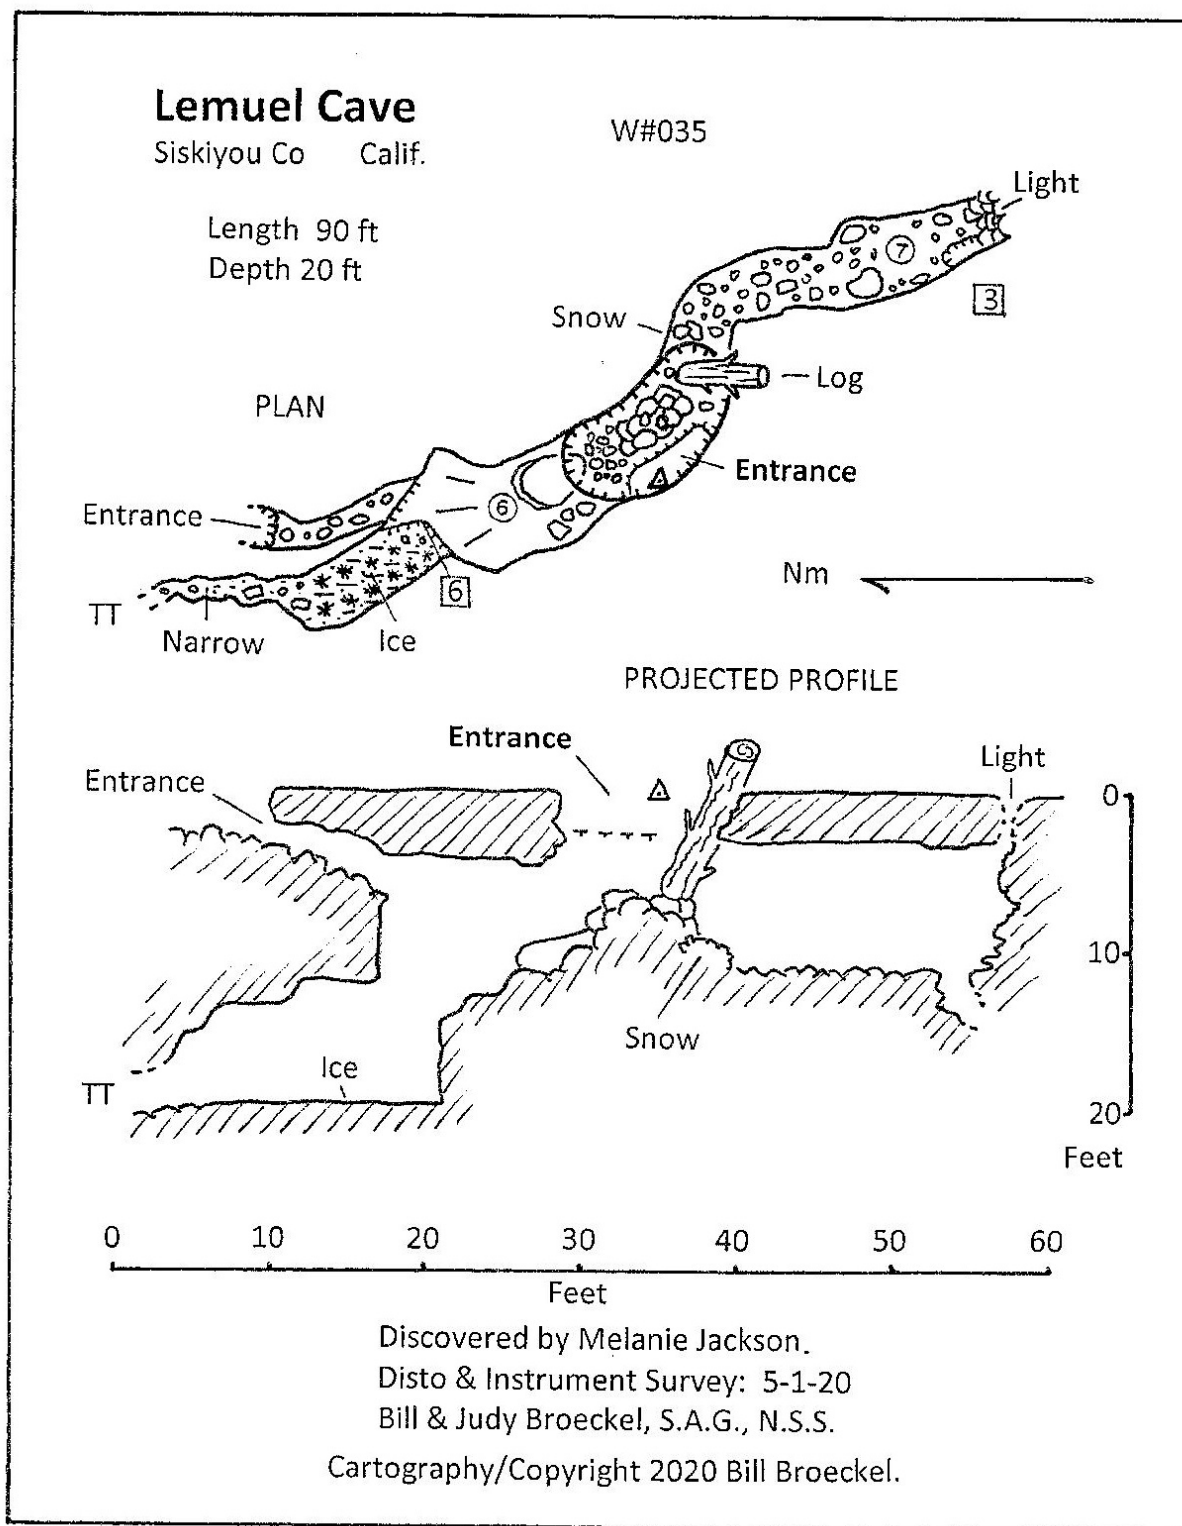 Lemuel Cave
W#035
Siskiyou Co Calif.
Light
Length 90 ft
Depth 20 ft
7
3
Snow
Log
PLAN
Entrance
Entrance
6
Nm
6
TT
Narrow
Ice
PROJECTED PROFILE
Entrance
Entrance
Light
0
10
Snow
Ice
TT
20
Feet
0 10 20 30 40 50 60
Feet
Discovered by Melanie Jackson.
Disto & Instrument Survey: 5-1-20
Bill & Judy Broeckel, S.A.G., N.S.S.
Cartography/Copyright 2020 Bill Broeckel.